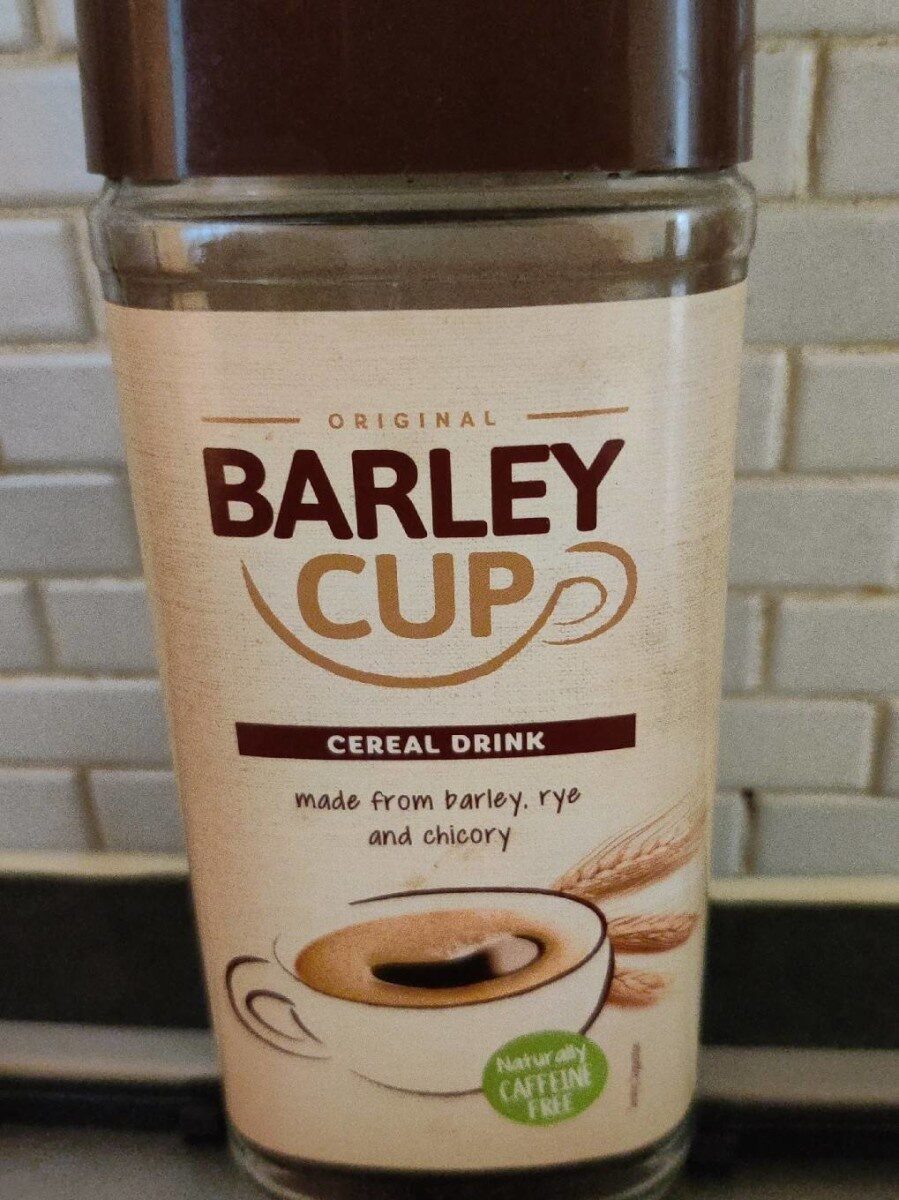 ORIGINAL
BARLEY
CUP
CEREAL DRINK
made from barley, rye
and chicory
Naturally
CAFFEINE
FREE